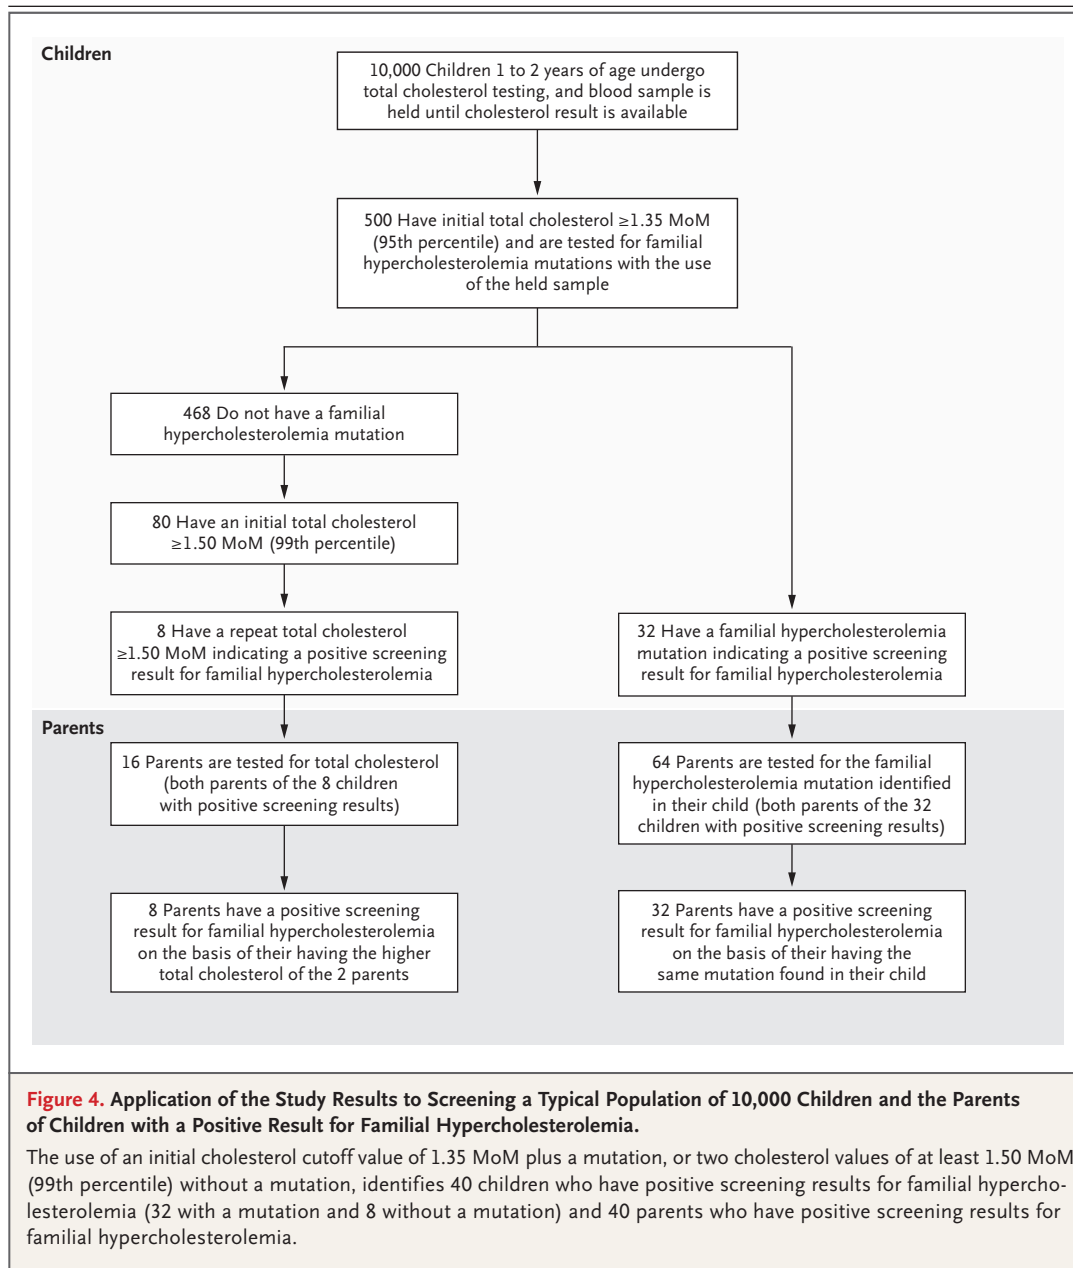 Children
10,000 Children 1 to 2 years of age undergo
total cholesterol testing, and blood sample is
held until cholesterol result is available
500 Have initial total cholesterol ≥1.35 MoM
(95th percentile) and are tested for familial
hypercholesterolemia mutations with the use
of the held sample
468 Do not have a familial
hypercholesterolemia mutation
80 Have an initial total cholesterol
≥1.50 MoM (99th percentile)
8 Have a repeat total cholesterol
≥1.50 MoM indicating a positive screening
result for familial hypercholesterolemia
32 Have a familial hypercholesterolemia
mutation indicating a positive screening
result for familial hypercholesterolemia
Parents
16 Parents are tested for total cholesterol
(both parents of the 8 children
with positive screening results)
64 Parents are tested for the familial
hypercholesterolemia mutation identified
in their child (both parents of the 32
children with positive screening results)
8 Parents have a positive screening
result for familial hypercholesterolemia
on the basis of their having the higher
total cholesterol of the 2 parents
32 Parents have a positive screening
result for familial hypercholesterolemia
on the basis of their having the
same mutation found in their child
Figure 4. Application of the Study Results to Screening a Typical Population of 10,000 Children and the Parents
of Children with a Positive Result for Familial Hypercholesterolemia.
The use of an initial cholesterol cutoff value of 1.35 MoM plus a mutation, or two cholesterol values of at least 1.50 MoM
(99th percentile) without a mutation, identifies 40 children who have positive screening results for familial hypercho-
lesterolemia (32 with a mutation and 8 without a mutation) and 40 parents who have positive screening results for
familial hypercholesterolemia.